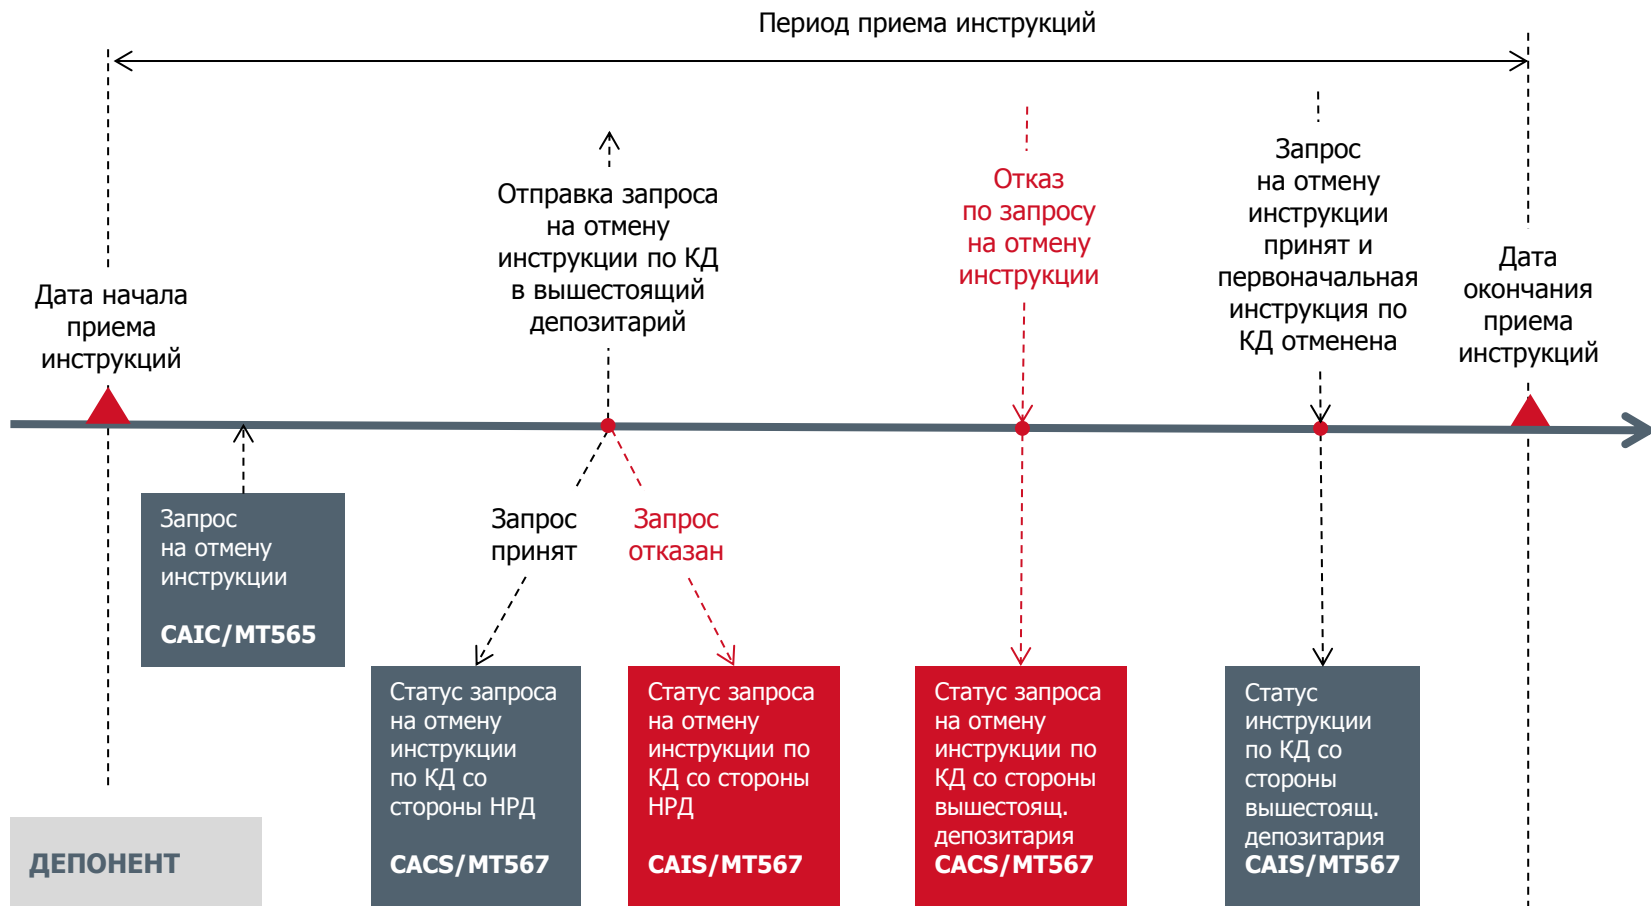 Период приема инструкций
Дата начала
приема
инструкций
Отправка запроса
на отмену
инструкции по КД
в вышестоящий
депозитарий
Отказ
по запросу
на отмену
инструкции
Запрос
на отмену
инструкции
принят и
первоначальная
инструкция по
КД отменена
Дата
окончания
приема
инструкций
Запрос
на отмену
инструкции
CAIC/MT565
Запрос
принят
Запрос
отказан
Статус запроса
на отмену
инструкции
по КД со
стороны НРД
CACS/MT567
Статус запроса
на отмену
инструкции по
КД со стороны
НРД
CAIS/MT567
Статус запроса
на отмену
инструкции по
КД со стороны
вышестоящ.
депозитария
CACS/MT567
Статус
инструкции
по КД со
стороны
вышестоящ.
депозитария
CAIS/MT567
ДЕПОНЕНТ